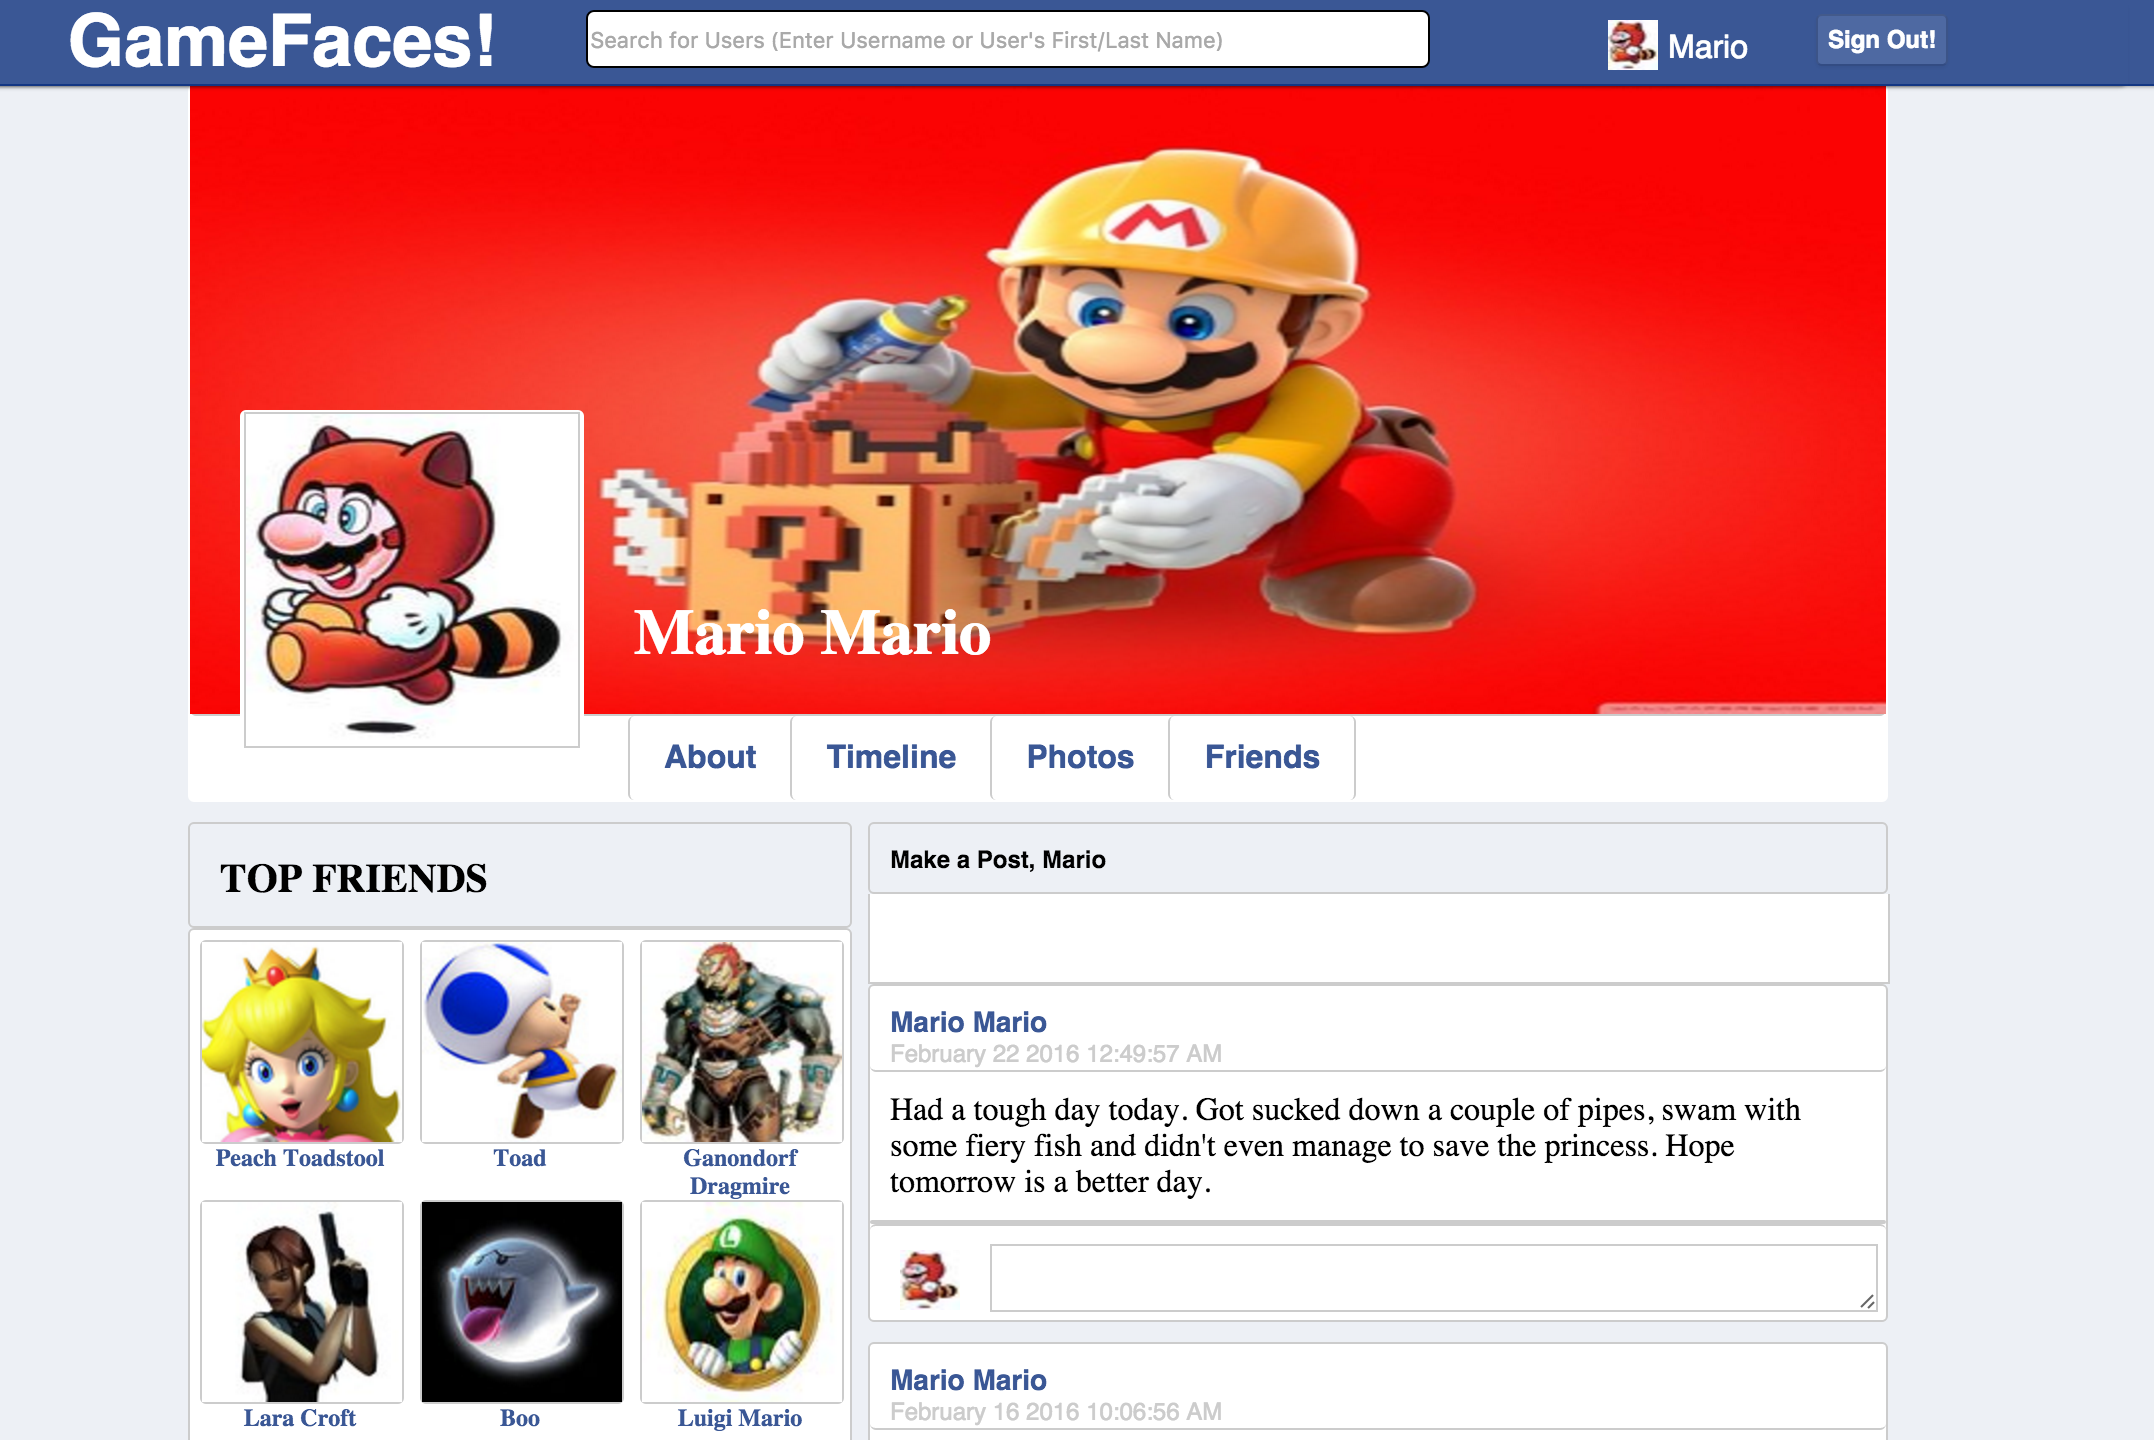 GameFaces!
Search for Users (Enter Username or User's First/Last Name)
Mario
Sign Out!
M
Mario Mario
WALLPAPERSWIDE.COM
About
Timeline
Photos
Friends
TOP FRIENDS
Peach Toadstool
Toad
Ganondorf
Dragmire
Lara Croft
Boo
L
Luigi Mario
Make a Post, Mario
Mario Mario
February 22 2016 12:49:57 AM
Had a tough day today. Got sucked down a couple of pipes, swam with
some fiery fish and didn't even manage to save the princess. Hope
tomorrow is a better day.
Mario Mario
February 16 2016 10:06:56 AM